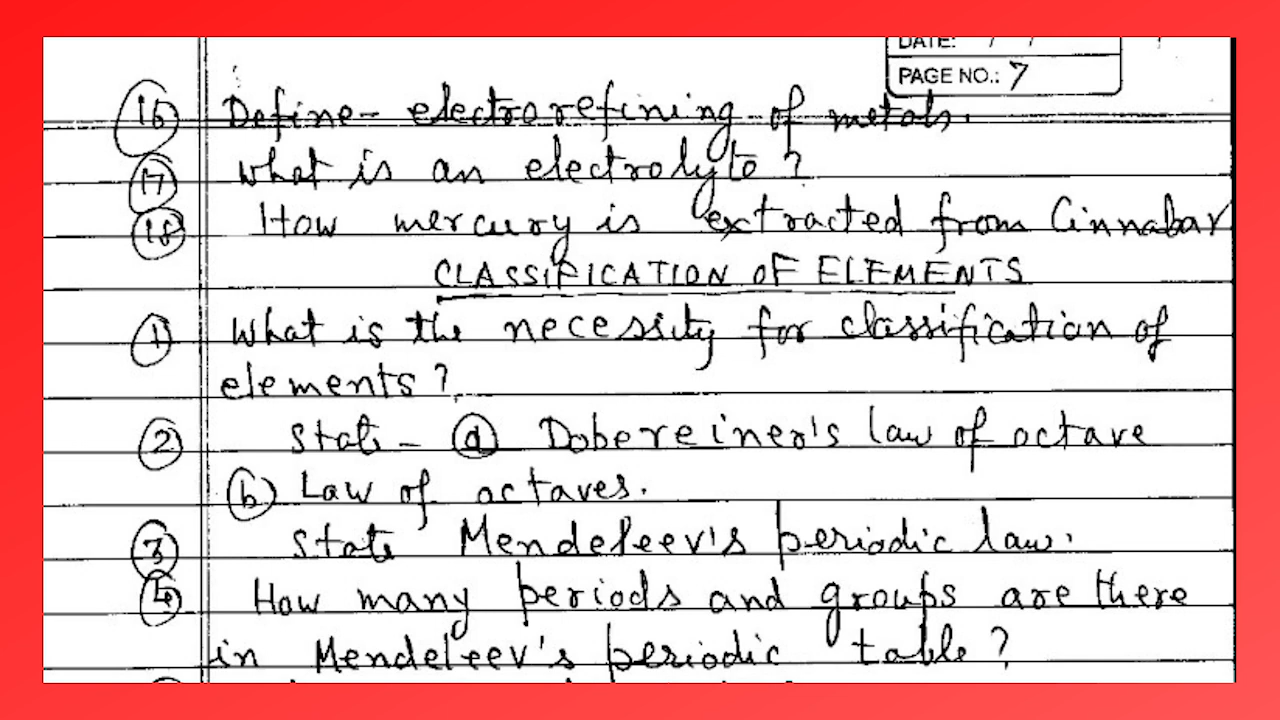 DATE: / /
PAGE NO.: 7
16 Define - electrorefining of metals.
17 What is an electrolyte ?
18 How mercury is extracted from Cinnabar
CLASSIFICATION OF ELEMENTS
1 What is the necessity for classification of
elements ?
2 State - a Dobereiner's law of octave
b Law of octaves.
3 State Mendeleev's periodic law.
4 How many periods and groups are there
in Mendeleev's periodic table ?